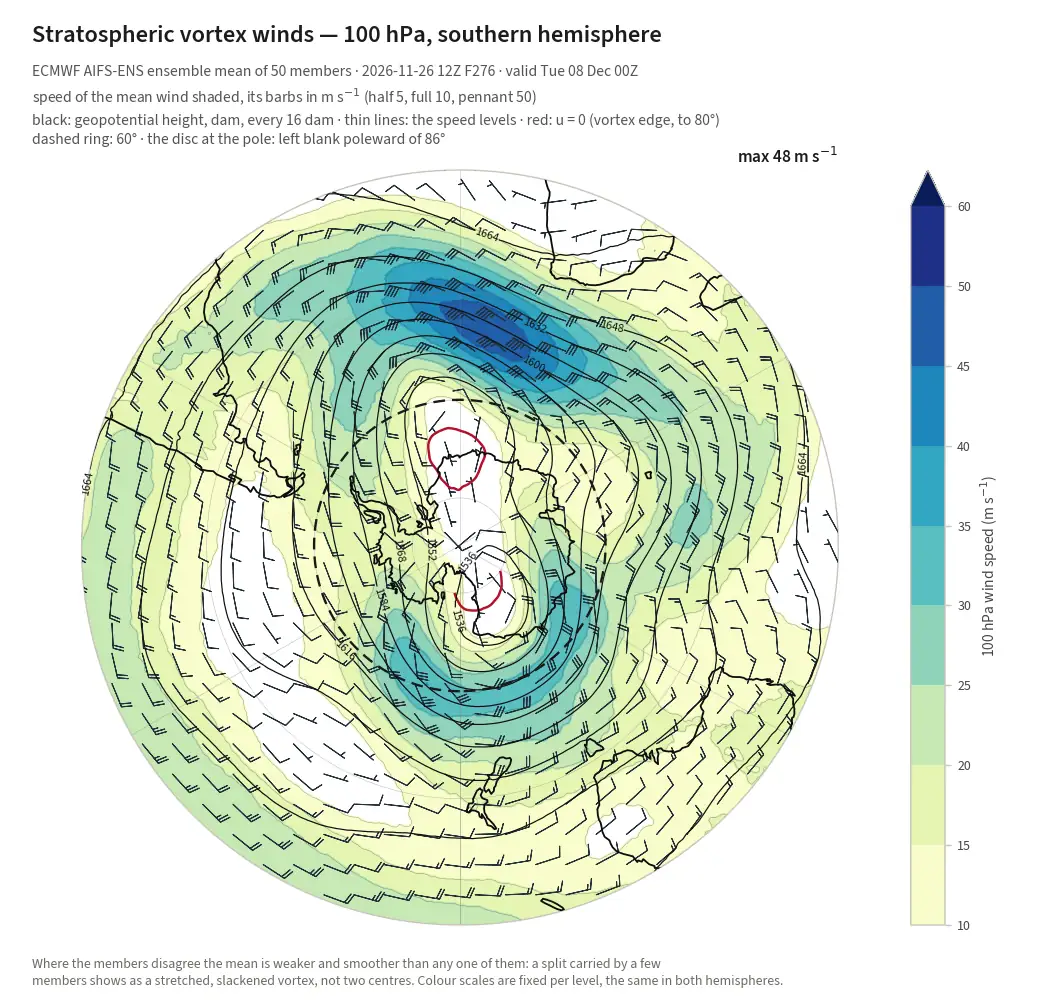 Stratospheric vortex winds — 100 hPa, southern hemisphere
ECMWF AIFS-ENS ensemble mean of 50 members · 2026-11-26 12Z F276 · valid Tue 08 Dec 00Z
speed of the mean wind shaded, its barbs in m s⁻¹ (half 5, full 10, pennant 50)
black: geopotential height, dam, every 16 dam · thin lines: the speed levels · red: u = 0 (vortex edge, to 80°)
dashed ring: 60° · the disc at the pole: left blank poleward of 86°
max 48 m s⁻¹
1664
1632
1648
1600
1664
1664
1568
1552
1536
1584
1536
1616
60
50
45
40
35
30
25
20
15
10
100 hPa wind speed (m s⁻¹)
Where the members disagree the mean is weaker and smoother than any one of them: a split carried by a few
members shows as a stretched, slackened vortex, not two centres. Colour scales are fixed per level, the same in both hemispheres.